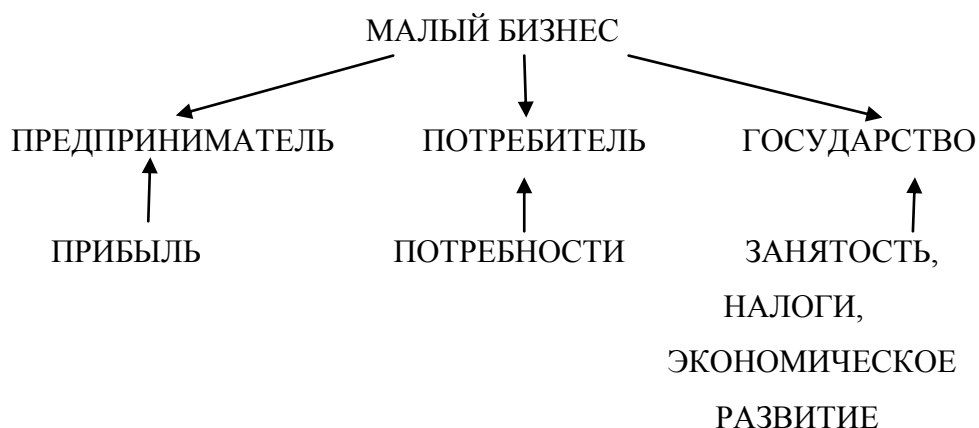 МАЛЫЙ БИЗНЕС
ПРЕДПРИНИМАТЕЛЬ ПОТРЕБИТЕЛЬ ГОСУДАРСТВО
ПРИБЫЛЬ ПОТРЕБНОСТИ ЗАНЯТОСТЬ,
НАЛОГИ,
ЭКОНОМИЧЕСКОЕ
РАЗВИТИЕ